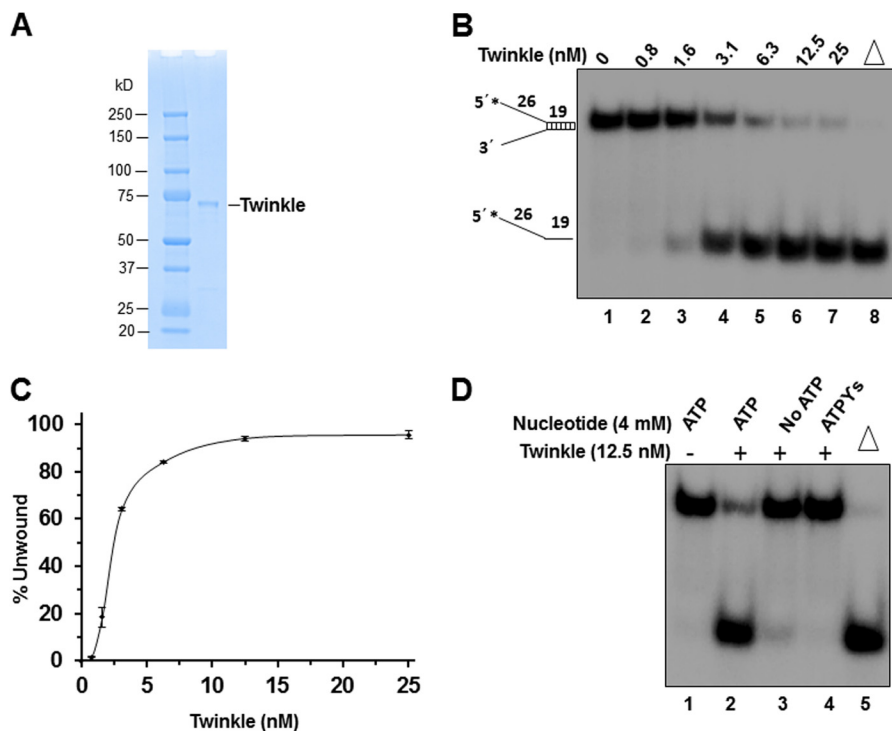 A
kD
250
150
100
75
50
37
25
20
Twinkle
B
Twinkle (nM) 0 0.8 1.6 3.1 6.3 12.5 25 △
5´* 26 19
3´
5´* 26 19
1 2 3 4 5 6 7 8
C
% Unwound
100
80
60
40
20
0
0 5 10 15 20 25
Twinkle (nM)
D
Nucleotide (4 mM) ATP ATP No ATP ATPYs △
Twinkle (12.5 nM) - + + +
1 2 3 4 5